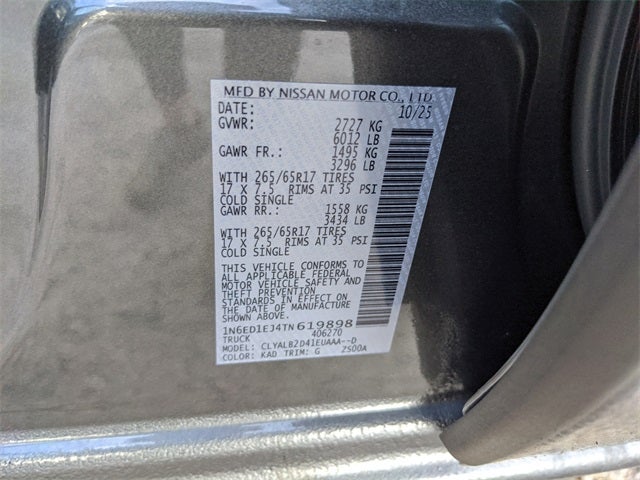 MFD BY NISSAN MOTOR CO., LTD.
DATE: 10/25
GVWR: 2727 KG
6012 LB
GAWR FR.: 1495 KG
3296 LB
WITH 265/65R17 TIRES
17 X 7.5 RIMS AT 35 PSI
COLD SINGLE
GAWR RR.: 1558 KG
3434 LB
WITH 265/65R17 TIRES
17 X 7.5 RIMS AT 35 PSI
COLD SINGLE
THIS VEHICLE CONFORMS TO
ALL APPLICABLE FEDERAL
MOTOR VEHICLE SAFETY AND
THEFT PREVENTION
STANDARDS IN EFFECT ON
THE DATE OF MANUFACTURE
SHOWN ABOVE.
1N6ED1EJ4TN619898
TRUCK 406270
MODEL: CLYALB2D41EUAAA--D
COLOR: KAD TRIM: G ZS00A